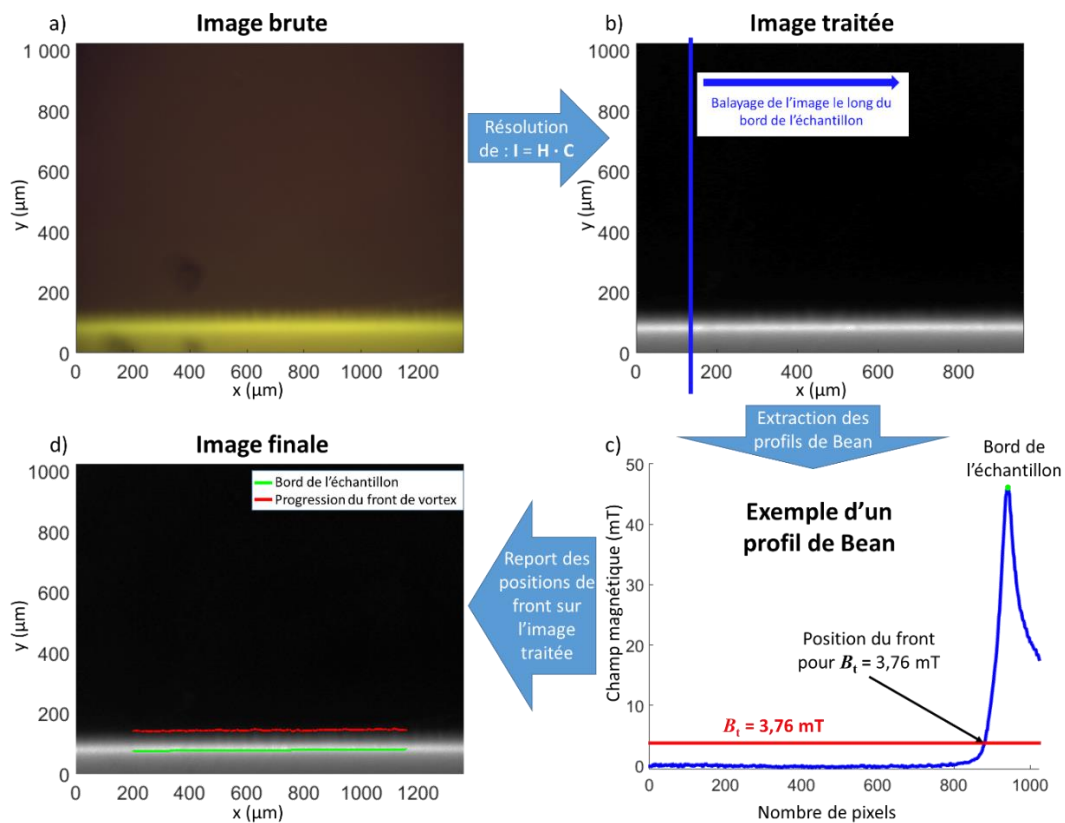 a)
Image brute
1 000
800
600
400
200
0
y (µm)
0
200
400
600
800
1000
1200
x (µm)
Résolution
de : I = H · C
b)
Image traitée
1000
800
600
400
200
0
y (µm)
0
200
400
600
800
x (µm)
Balayage de l'image le long du
bord de l'échantillon
Extraction des
profils de Bean
c)
Bord de
l'échantillon
Exemple d'un
profil de Bean
50
40
30
20
10
0
Champ magnétique (mT)
Position du front
pour Bt = 3,76 mT
Bt = 3,76 mT
0
200
400
600
800
1000
Nombre de pixels
Report des
positions de
front sur
l'image
traitée
d)
Image finale
Bord de l'échantillon
Progression du front de vortex
1000
800
600
400
200
0
y (µm)
0
200
400
600
800
1000
1200
x (µm)